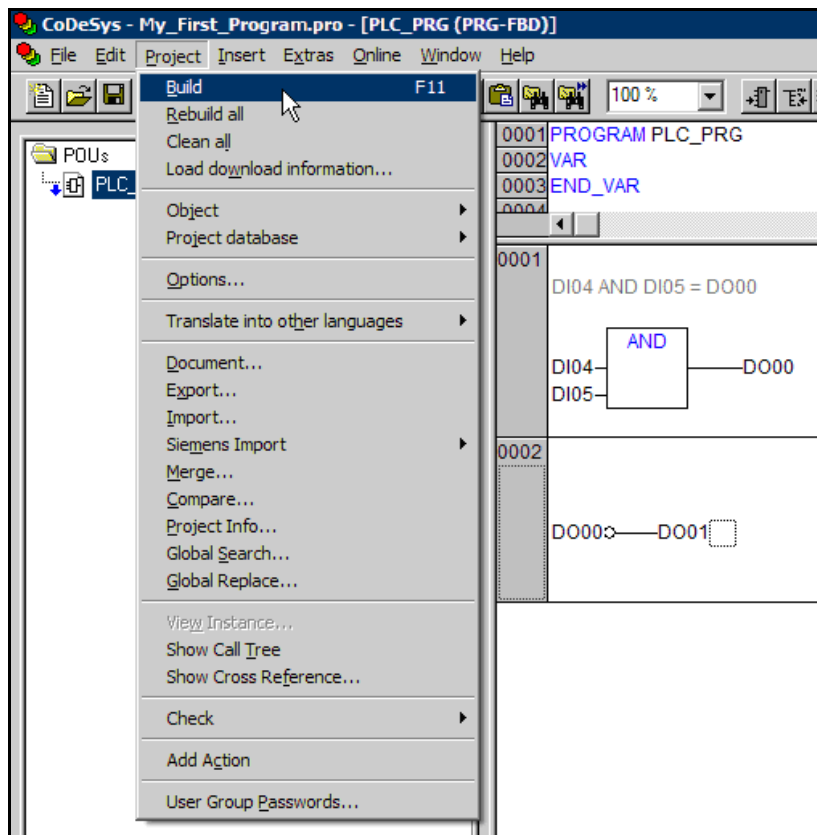 CoDeSys - My_First_Program.pro - [PLC_PRG (PRG-FBD)]
File Edit Project Insert Extras Online Window Help
100 %
Build F11
Rebuild all
Clean all
Load download information...
Object
Project database
Options...
Translate into other languages
Document...
Export...
Import...
Siemens Import
Merge...
Compare...
Project Info...
Global Search...
Global Replace...
View Instance...
Show Call Tree
Show Cross Reference...
Check
Add Action
User Group Passwords...
POUs
PLC_
0001 PROGRAM PLC_PRG
0002 VAR
0003 END_VAR
0004
0001
DI04 AND DI05 = DO00
AND
DI04 DO00
DI05
0002
DO00 DO01